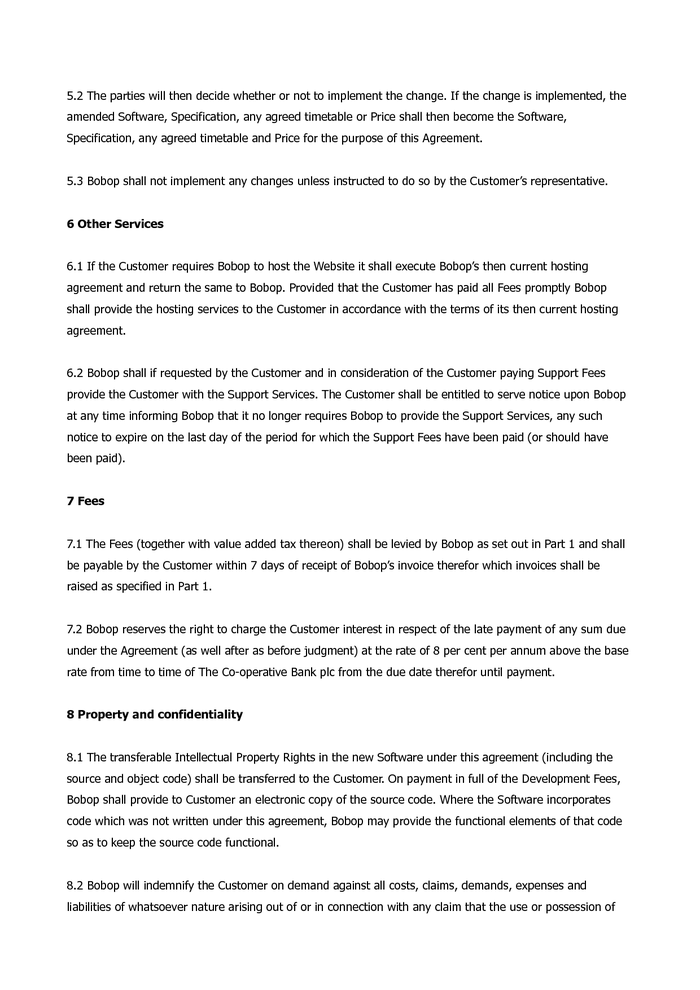 5.2 The parties will then decide whether or not to implement the change. If the change is implemented, the
amended Software, Specification, any agreed timetable or Price shall then become the Software,
Specification, any agreed timetable and Price for the purpose of this Agreement.
5.3 Bobop shall not implement any changes unless instructed to do so by the Customer’s representative.
6 Other Services
6.1 If the Customer requires Bobop to host the Website it shall execute Bobop’s then current hosting
agreement and return the same to Bobop. Provided that the Customer has paid all Fees promptly Bobop
shall provide the hosting services to the Customer in accordance with the terms of its then current hosting
agreement.
6.2 Bobop shall if requested by the Customer and in consideration of the Customer paying Support Fees
provide the Customer with the Support Services. The Customer shall be entitled to serve notice upon Bobop
at any time informing Bobop that it no longer requires Bobop to provide the Support Services, any such
notice to expire on the last day of the period for which the Support Fees have been paid (or should have
been paid).
7 Fees
7.1 The Fees (together with value added tax thereon) shall be levied by Bobop as set out in Part 1 and shall
be payable by the Customer within 7 days of receipt of Bobop’s invoice therefor which invoices shall be
raised as specified in Part 1.
7.2 Bobop reserves the right to charge the Customer interest in respect of the late payment of any sum due
under the Agreement (as well after as before judgment) at the rate of 8 per cent per annum above the base
rate from time to time of The Co-operative Bank plc from the due date therefor until payment.
8 Property and confidentiality
8.1 The transferable Intellectual Property Rights in the new Software under this agreement (including the
source and object code) shall be transferred to the Customer. On payment in full of the Development Fees,
Bobop shall provide to Customer an electronic copy of the source code. Where the Software incorporates
code which was not written under this agreement, Bobop may provide the functional elements of that code
so as to keep the source code functional.
8.2 Bobop will indemnify the Customer on demand against all costs, claims, demands, expenses and
liabilities of whatsoever nature arising out of or in connection with any claim that the use or possession of